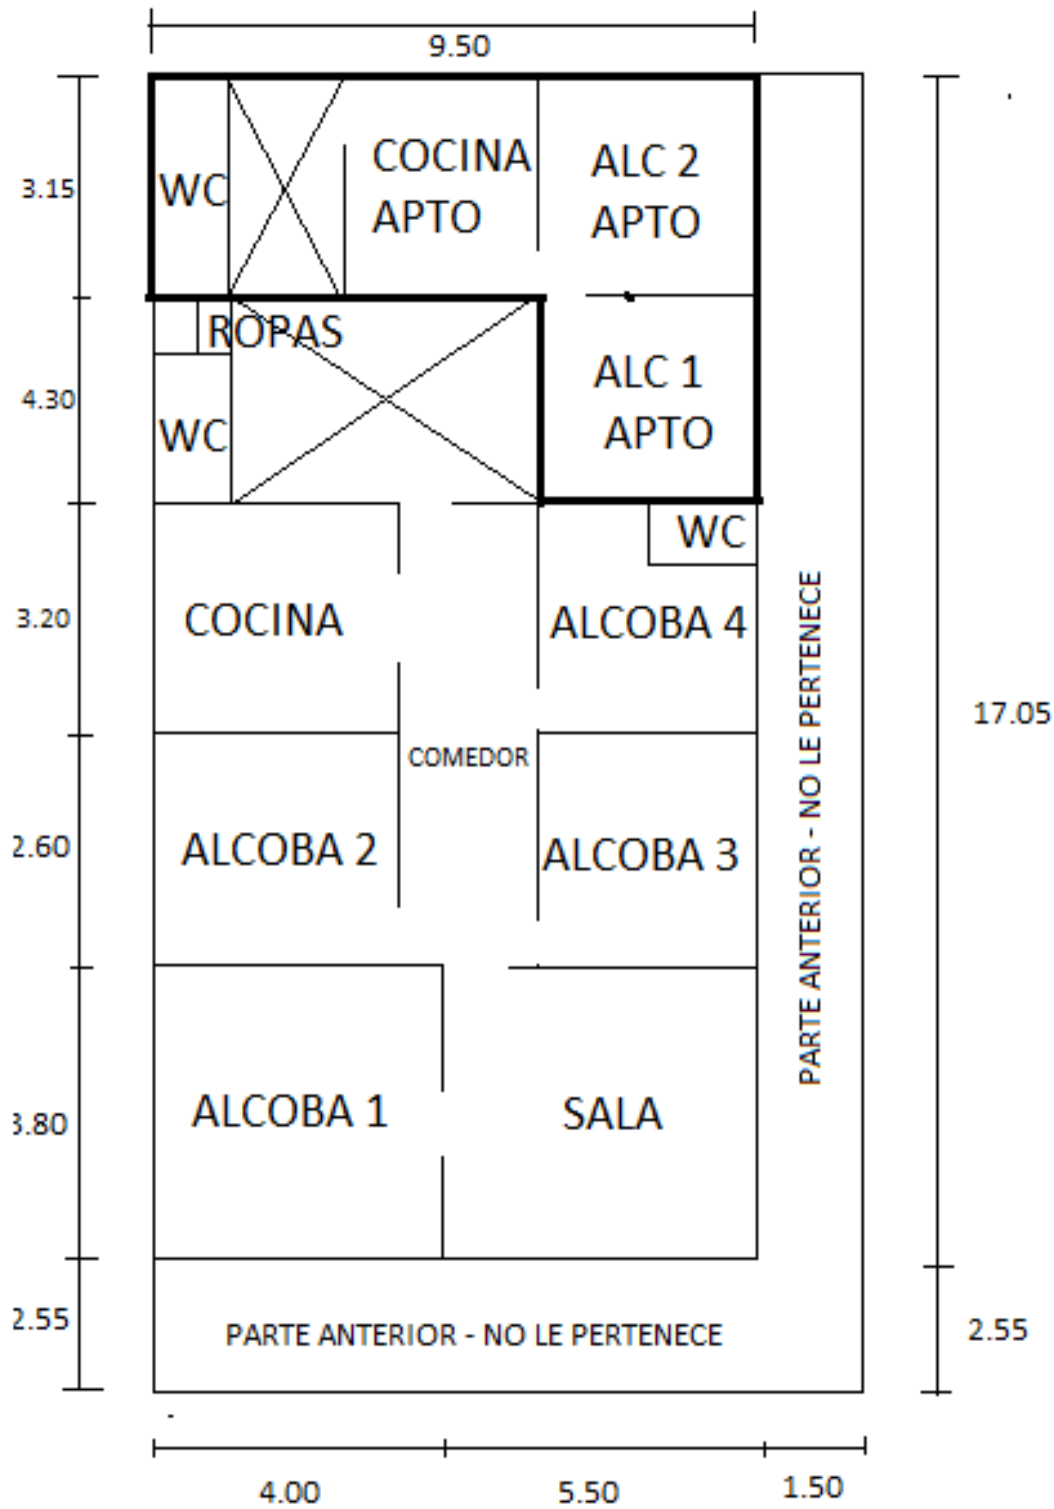 9.50
3.15
WC
COCINA
APTO
ALC 2
APTO
ROPAS
4.30
WC
ALC 1
APTO
WC
3.20
COCINA
ALCOBA 4
PARTE ANTERIOR - NO LE PERTENECE
17.05
COMEDOR
2.60
ALCOBA 2
ALCOBA 3
3.80
ALCOBA 1
SALA
2.55
PARTE ANTERIOR - NO LE PERTENECE
2.55
4.00
5.50
1.50